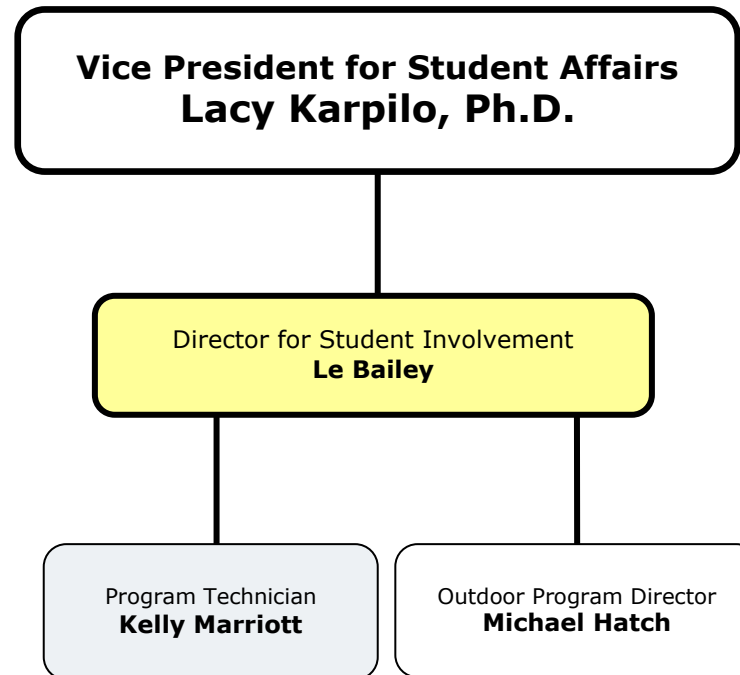 Vice President for Student Affairs
Lacy Karpilo, Ph.D.
Director for Student Involvement
Le Bailey
Program Technician
Kelly Marriott
Outdoor Program Director
Michael Hatch